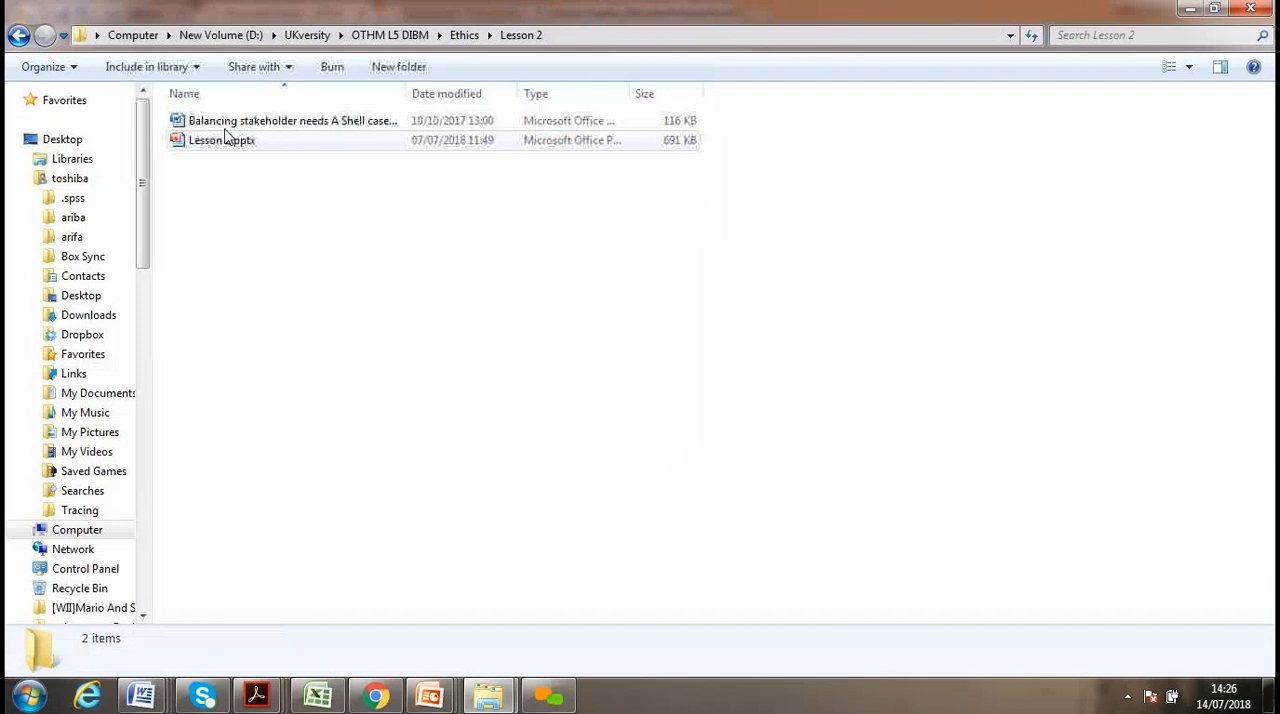 Computer ▸ New Volume (D:) ▸ UKversity ▸ OTHM L5 DIBM ▸ Ethics ▸ Lesson 2
Search Lesson 2
Organize Include in library Share with Burn New folder
Name Date modified Type Size
Balancing stakeholder needs A Shell case... 10/10/2017 13:00 Microsoft Office ... 116 KB
07/07/2018 11:49 Microsoft Office P... 691 KB
Favorites
Desktop
Libraries
toshiba
.spss
ariba
arifa
Box Sync
Contacts
Desktop
Downloads
Dropbox
Favorites
Links
My Documents
My Music
My Pictures
My Videos
Saved Games
Searches
Tracing
Computer
Network
Control Panel
Recycle Bin
[WII]Mario And S
2 items
14:26
14/07/2018